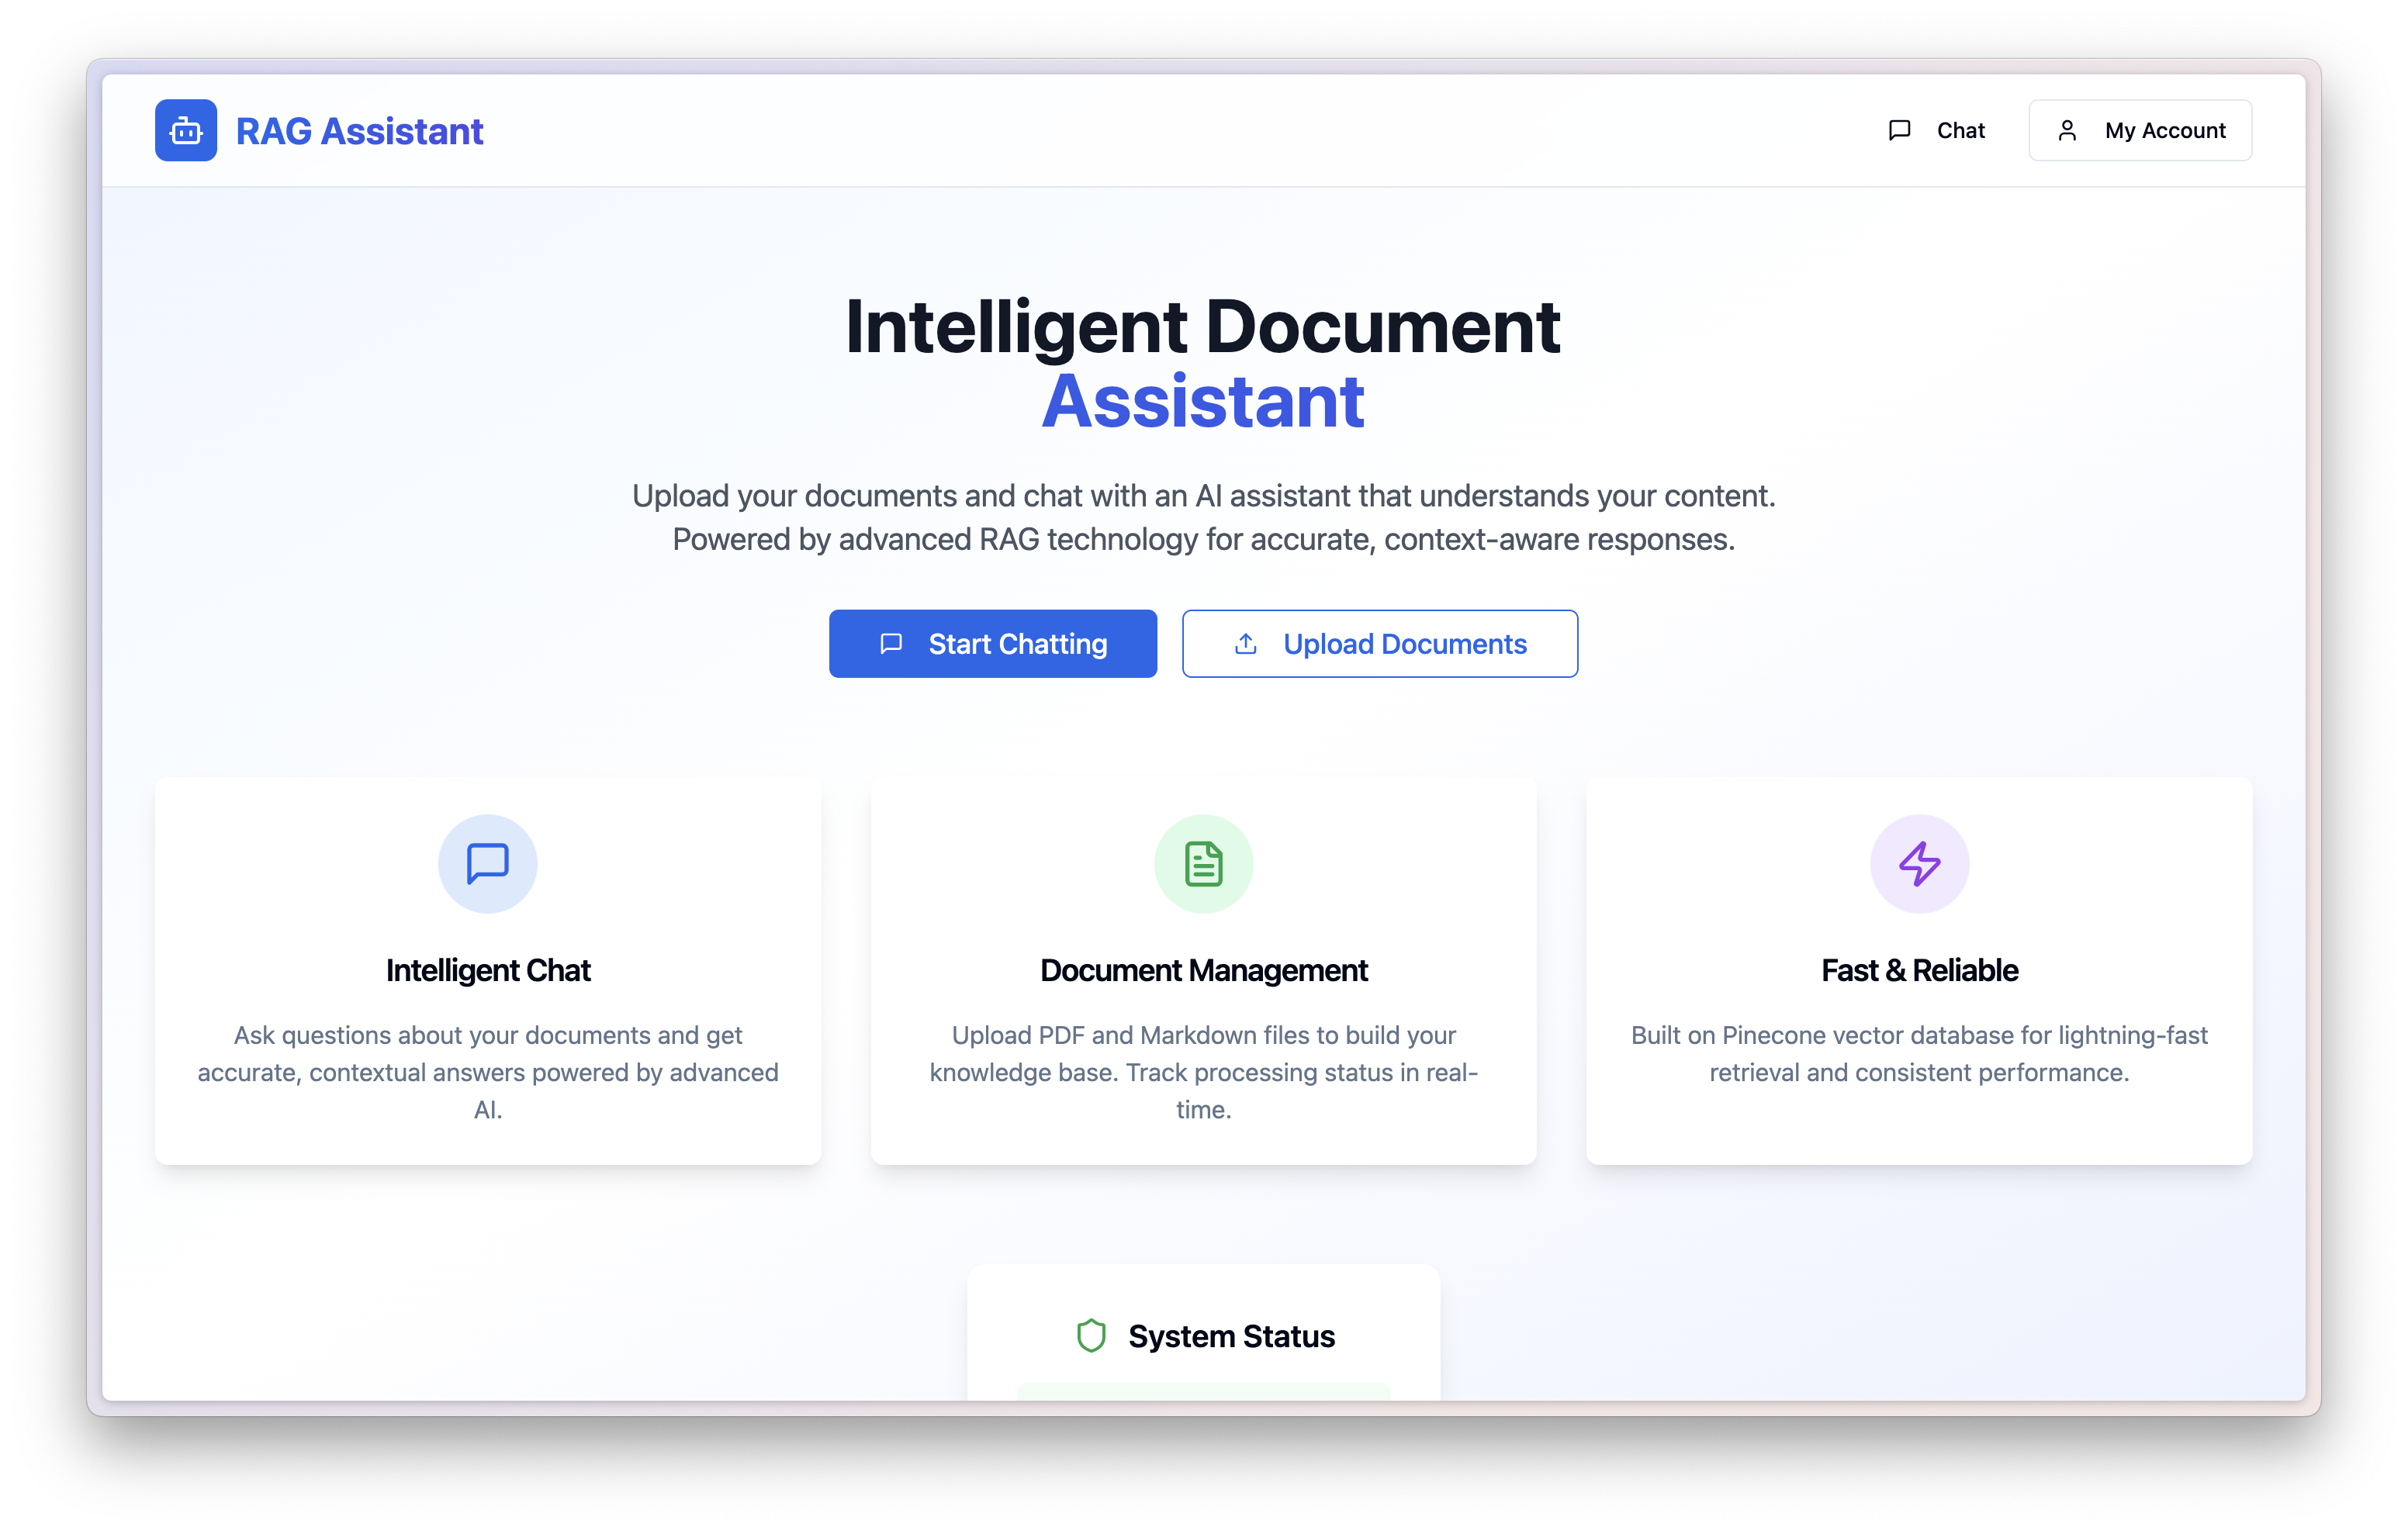 RAG Assistant
Chat
My Account
Intelligent Document
Assistant
Upload your documents and chat with an AI assistant that understands your content.
Powered by advanced RAG technology for accurate, context-aware responses.
Start Chatting
Upload Documents
Intelligent Chat
Ask questions about your documents and get
accurate, contextual answers powered by advanced
AI.
Document Management
Upload PDF and Markdown files to build your
knowledge base. Track processing status in real-
time.
Fast & Reliable
Built on Pinecone vector database for lightning-fast
retrieval and consistent performance.
System Status